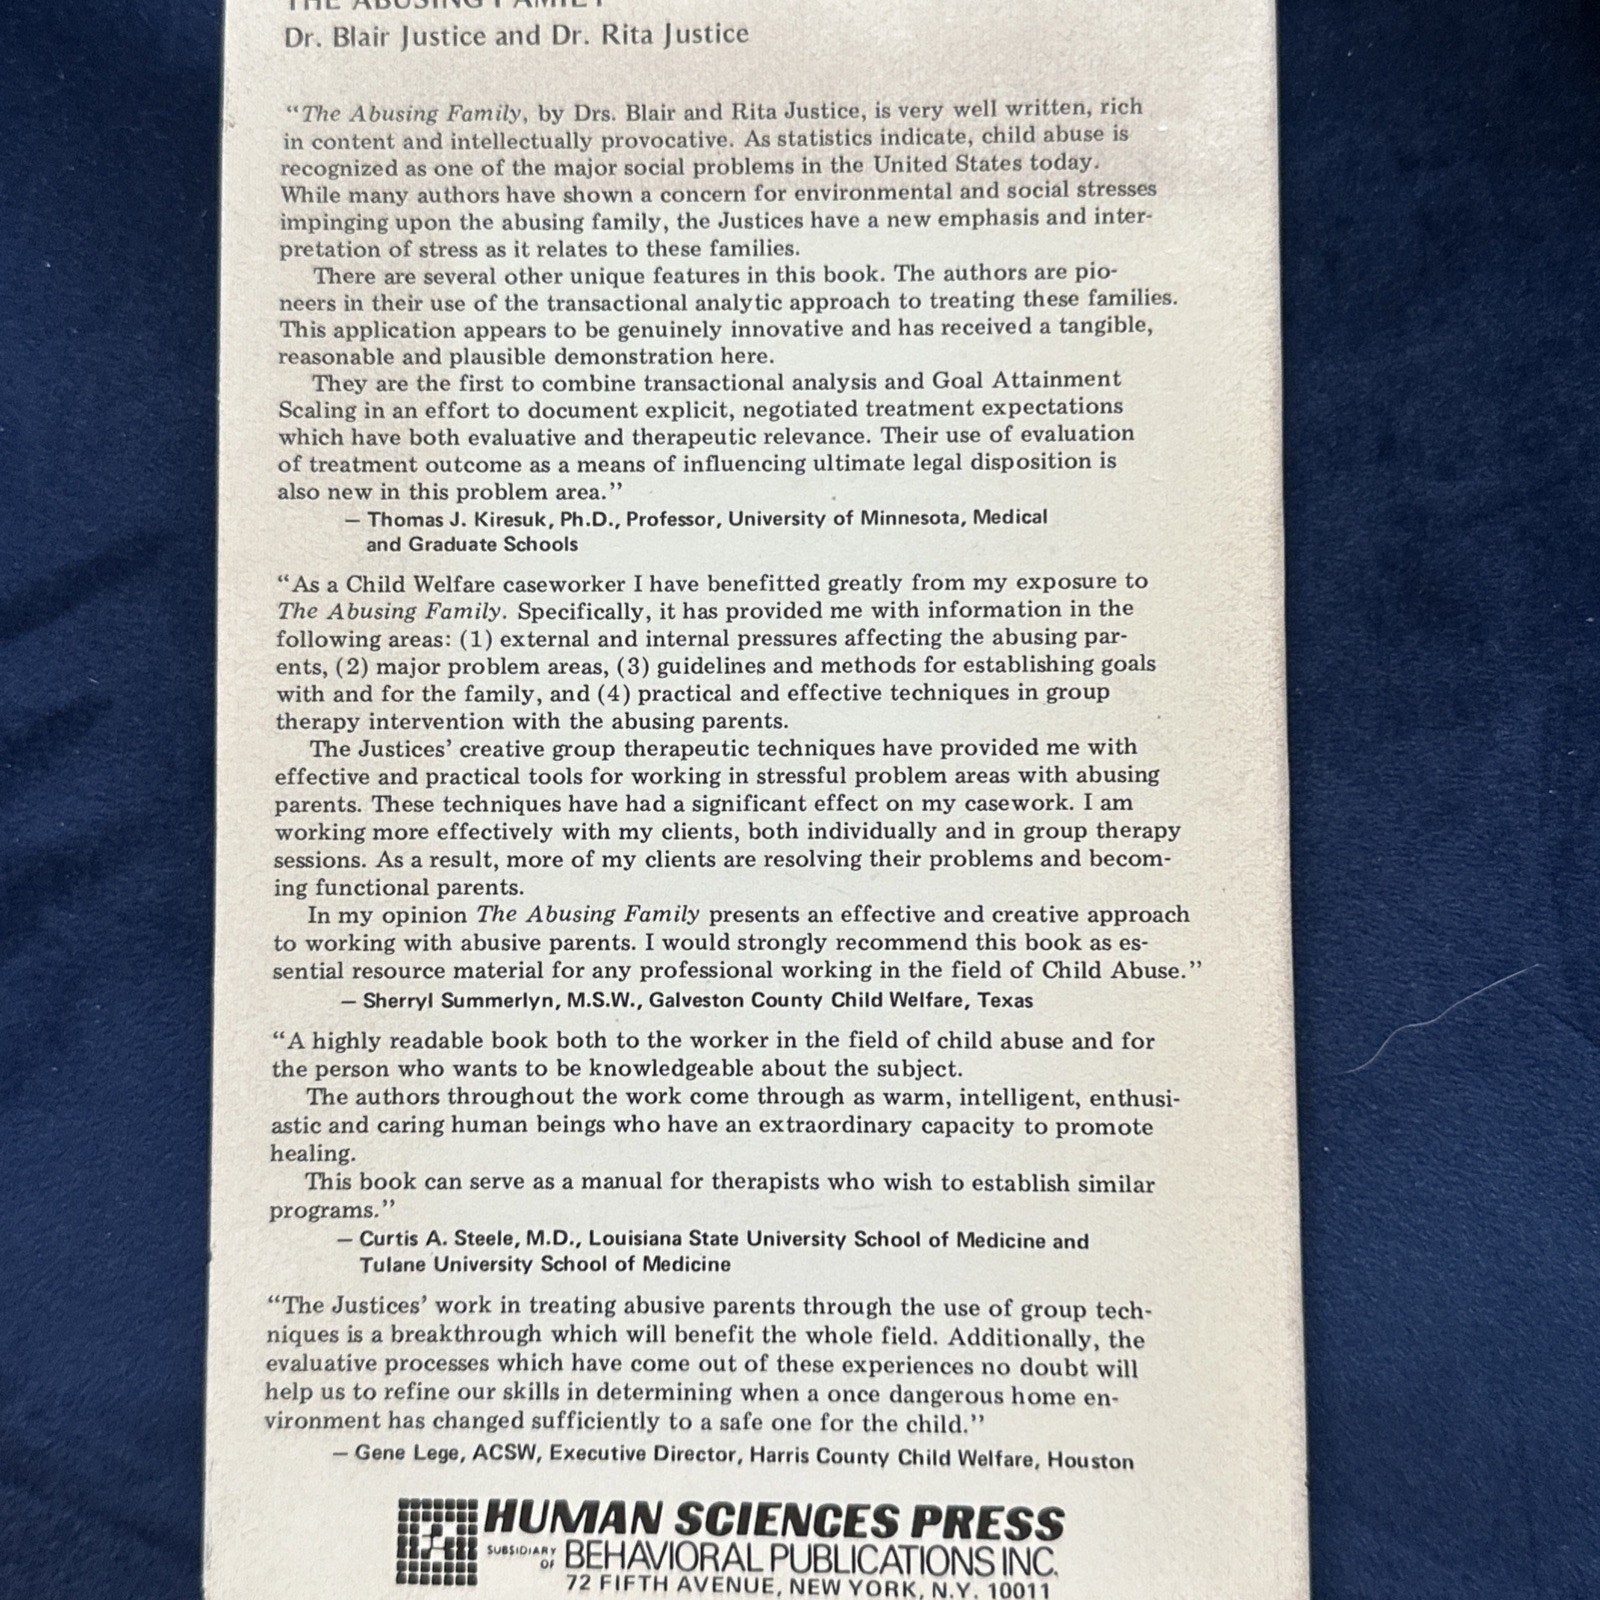 THE ABUSING FAMILY
Dr. Blair Justice and Dr. Rita Justice
“The Abusing Family, by Drs. Blair and Rita Justice, is very well written, rich
in content and intellectually provocative. As statistics indicate, child abuse is
recognized as one of the major social problems in the United States today.
While many authors have shown a concern for environmental and social stresses
impinging upon the abusing family, the Justices have a new emphasis and inter-
pretation of stress as it relates to these families.
There are several other unique features in this book. The authors are pio-
neers in their use of the transactional analytic approach to treating these families.
This application appears to be genuinely innovative and has received a tangible,
reasonable and plausible demonstration here.
They are the first to combine transactional analysis and Goal Attainment
Scaling in an effort to document explicit, negotiated treatment expectations
which have both evaluative and therapeutic relevance. Their use of evaluation
of treatment outcome as a means of influencing ultimate legal disposition is
also new in this problem area.”
— Thomas J. Kiresuk, Ph.D., Professor, University of Minnesota, Medical
and Graduate Schools
“As a Child Welfare caseworker I have benefitted greatly from my exposure to
The Abusing Family. Specifically, it has provided me with information in the
following areas: (1) external and internal pressures affecting the abusing par-
ents, (2) major problem areas, (3) guidelines and methods for establishing goals
with and for the family, and (4) practical and effective techniques in group
therapy intervention with the abusing parents.
The Justices’ creative group therapeutic techniques have provided me with
effective and practical tools for working in stressful problem areas with abusing
parents. These techniques have had a significant effect on my casework. I am
working more effectively with my clients, both individually and in group therapy
sessions. As a result, more of my clients are resolving their problems and becom-
ing functional parents.
In my opinion The Abusing Family presents an effective and creative approach
to working with abusive parents. I would strongly recommend this book as es-
sential resource material for any professional working in the field of Child Abuse.”
— Sherryl Summerlyn, M.S.W., Galveston County Child Welfare, Texas
“A highly readable book both to the worker in the field of child abuse and for
the person who wants to be knowledgeable about the subject.
The authors throughout the work come through as warm, intelligent, enthusi-
astic and caring human beings who have an extraordinary capacity to promote
healing.
This book can serve as a manual for therapists who wish to establish similar
programs.”
— Curtis A. Steele, M.D., Louisiana State University School of Medicine and
Tulane University School of Medicine
“The Justices’ work in treating abusive parents through the use of group tech-
niques is a breakthrough which will benefit the whole field. Additionally, the
evaluative processes which have come out of these experiences no doubt will
help us to refine our skills in determining when a once dangerous home en-
vironment has changed sufficiently to a safe one for the child.”
— Gene Lege, ACSW, Executive Director, Harris County Child Welfare, Houston
HUMAN SCIENCES PRESS
SUBSIDIARY OF BEHAVIORAL PUBLICATIONS INC.
72 FIFTH AVENUE, NEW YORK, N.Y. 10011